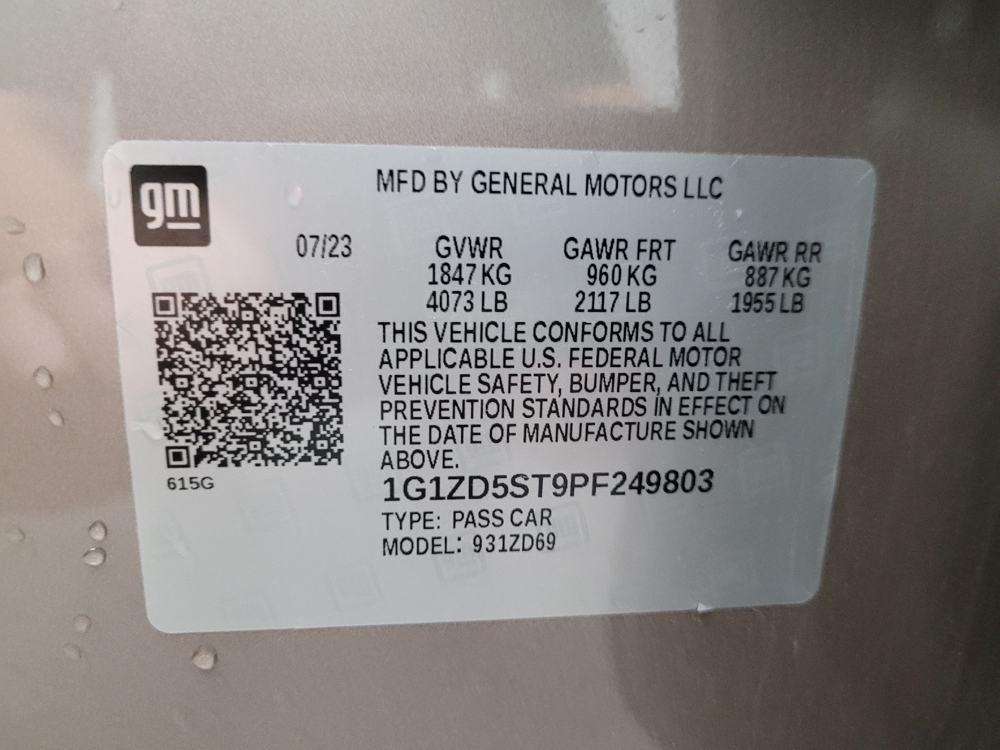 gm
MFD BY GENERAL MOTORS LLC
07/23 GVWR GAWR FRT GAWR RR
1847 KG 960 KG 887 KG
4073 LB 2117 LB 1955 LB
THIS VEHICLE CONFORMS TO ALL
APPLICABLE U.S. FEDERAL MOTOR
VEHICLE SAFETY, BUMPER, AND THEFT
PREVENTION STANDARDS IN EFFECT ON
THE DATE OF MANUFACTURE SHOWN
ABOVE.
615G
1G1ZD5ST9PF249803
TYPE: PASS CAR
MODEL: 931ZD69